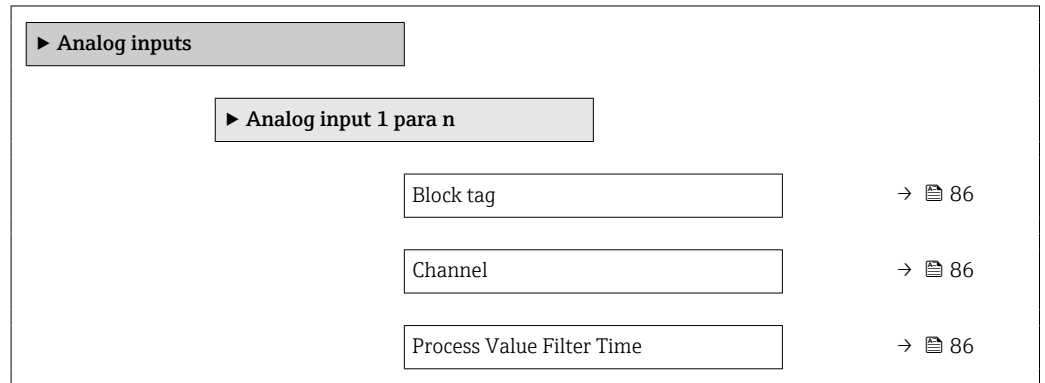 ▶ Analog inputs
▶ Analog input 1 para n
Block tag → 86
Channel → 86
Process Value Filter Time → 86